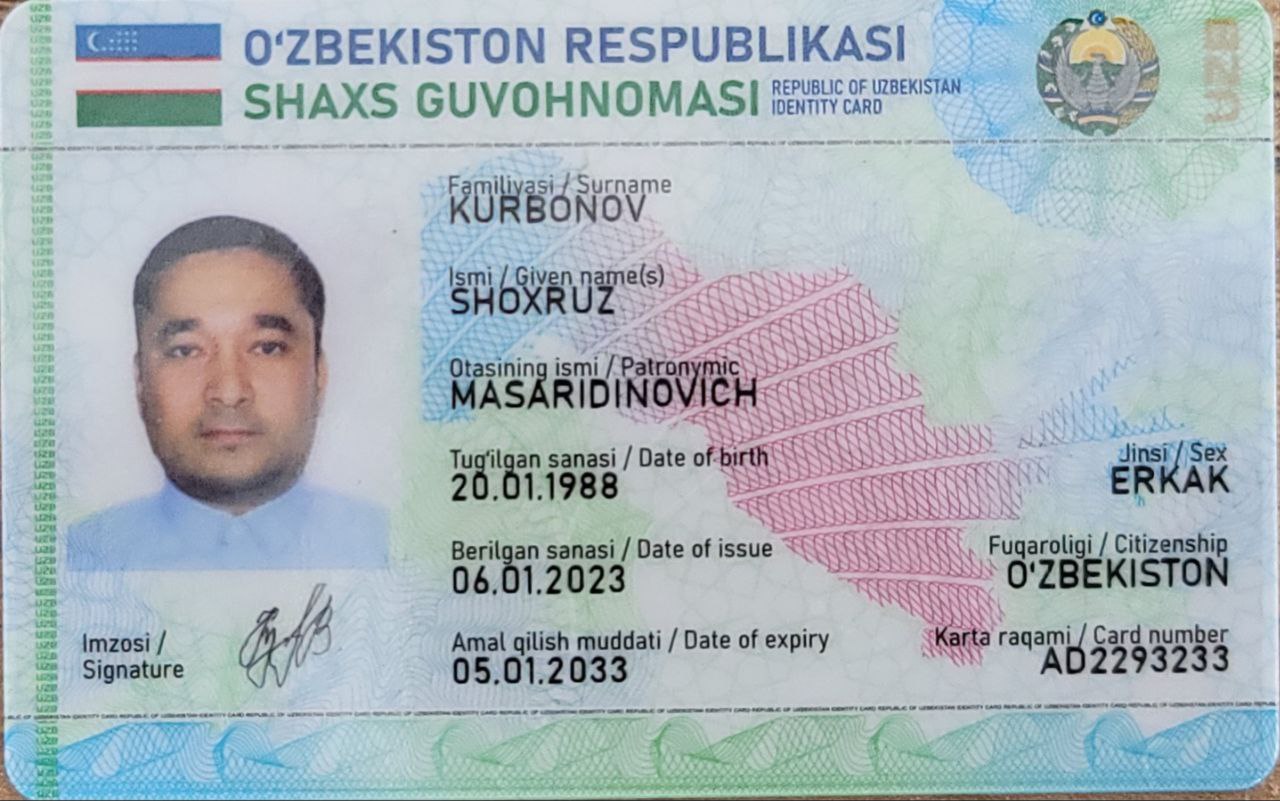 O‘ZBEKISTON RESPUBLIKASI
SHAXS GUVOHNOMASI
REPUBLIC OF UZBEKISTAN
IDENTITY CARD
UZB
Familiyasi / Surname
KURBONOV
Ismi / Given name(s)
SHOXRUZ
Otasining ismi / Patronymic
MASARIDINOVICH
Tug‘ilgan sanasi / Date of birth
20.01.1988
Jinsi / Sex
ERKAK
Berilgan sanasi / Date of issue
06.01.2023
Fuqaroligi / Citizenship
O‘ZBEKISTON
Imzosi /
Signature
Amal qilish muddati / Date of expiry
05.01.2033
Karta raqami / Card number
AD2293233